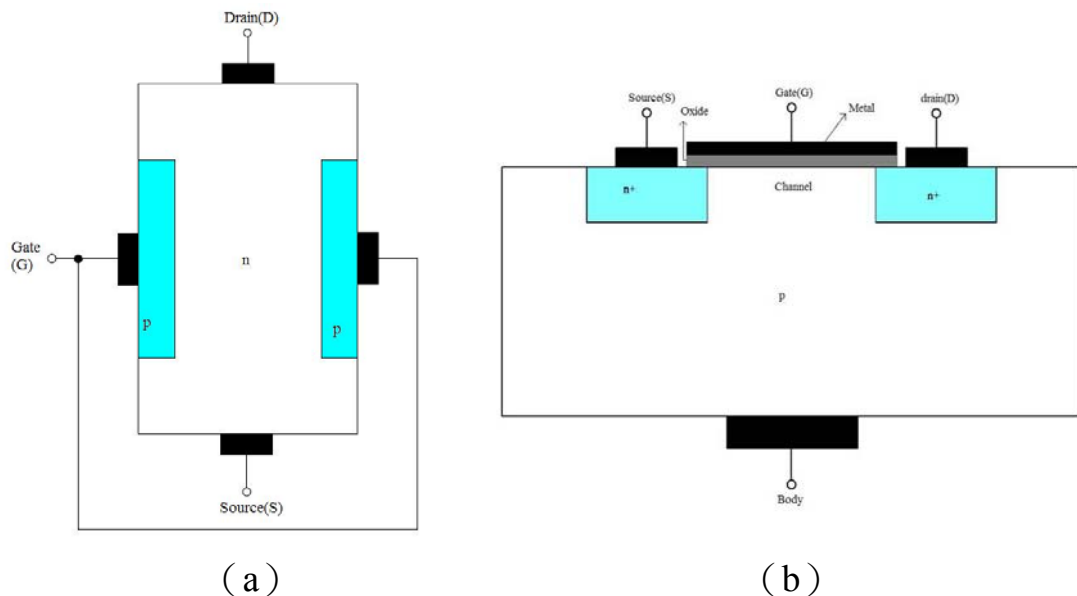 Drain(D)
Gate
(G)
n
p
p
Source(S)
(a)
Source(S)
Oxide
Gate(G)
Metal
drain(D)
n+
Channel
n+
p
Body
(b)